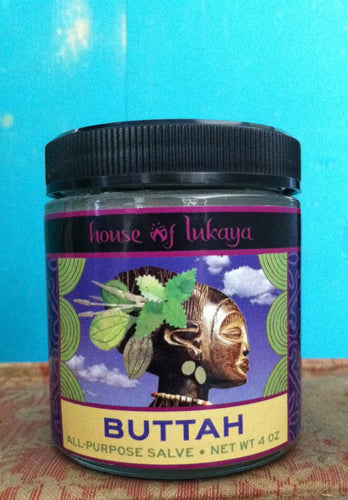 house of lukaya
BUTTAH
ALL-PURPOSE SALVE • NET WT 4 OZ